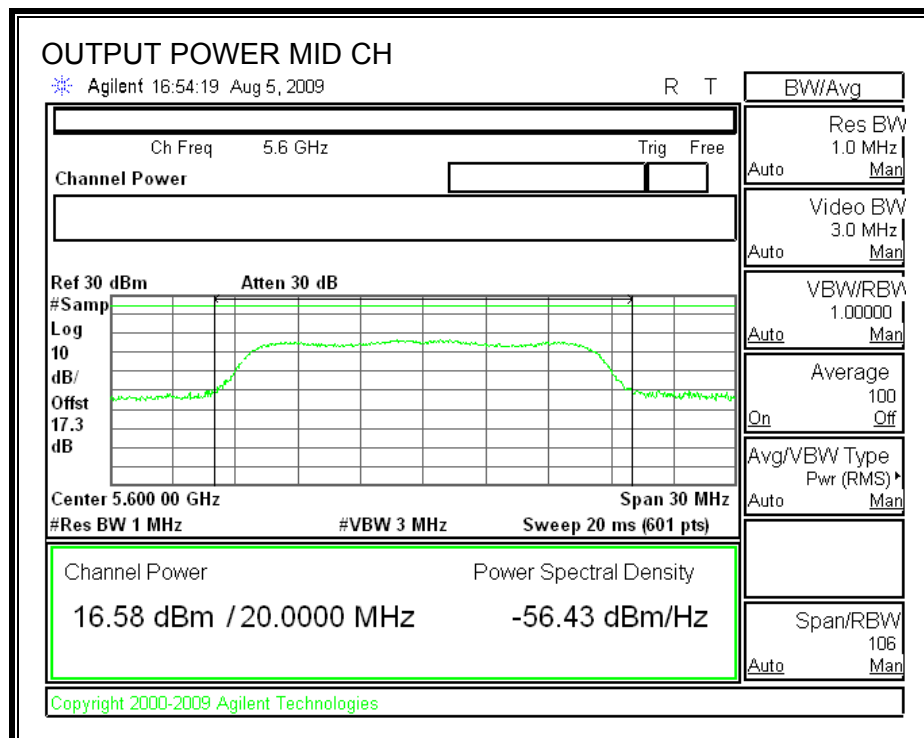 OUTPUT POWER MID CH
Agilent 16:54:19 Aug 5, 2009 R T
BW/Avg
Ch Freq 5.6 GHz Trig Free
Channel Power
Res BW
1.0 MHz
Auto Man
Video BW
3.0 MHz
Auto Man
VBW/RBW
1.00000
Auto Man
Average
100
On Off
Avg/VBW Type
Pwr (RMS)
Auto Man
Span/RBW
106
Auto Man
Ref 30 dBm Atten 30 dB
#Samp
Log
10
dB/
Offst
17.3
dB
Center 5.600 00 GHz Span 30 MHz
#Res BW 1 MHz #VBW 3 MHz Sweep 20 ms (601 pts)
Channel Power Power Spectral Density
16.58 dBm / 20.0000 MHz -56.43 dBm/Hz
Copyright 2000-2009 Agilent Technologies